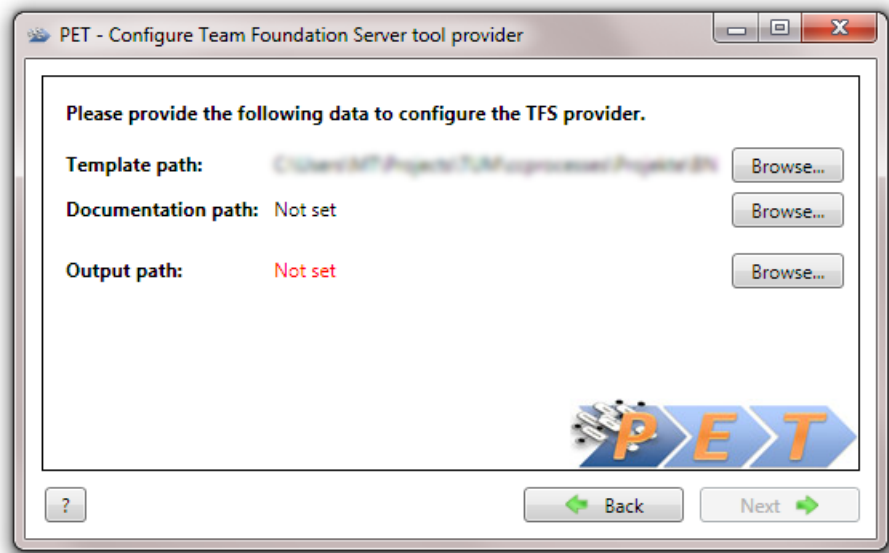 PET - Configure Team Foundation Server tool provider
Please provide the following data to configure the TFS provider.
Template path: Browse...
Documentation path: Not set Browse...
Output path: Not set Browse...
PET
? Back Next